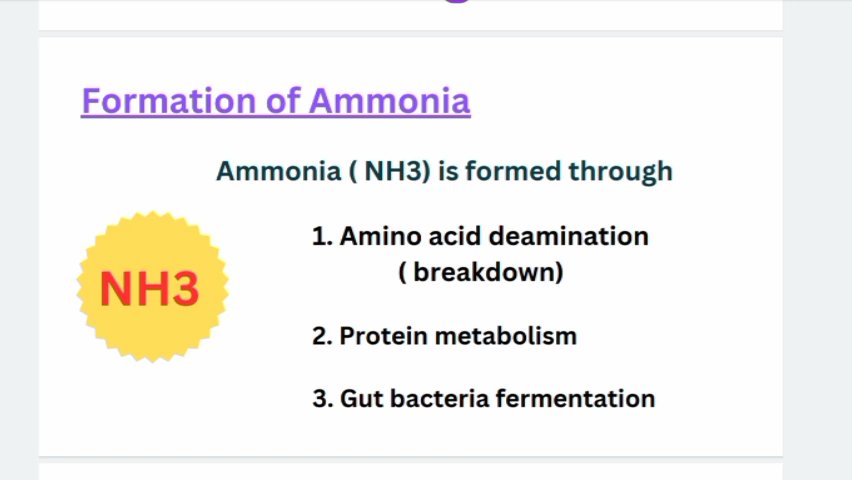 Formation of Ammonia
Ammonia ( NH3) is formed through
1. Amino acid deamination
( breakdown)
NH3
2. Protein metabolism
3. Gut bacteria fermentation